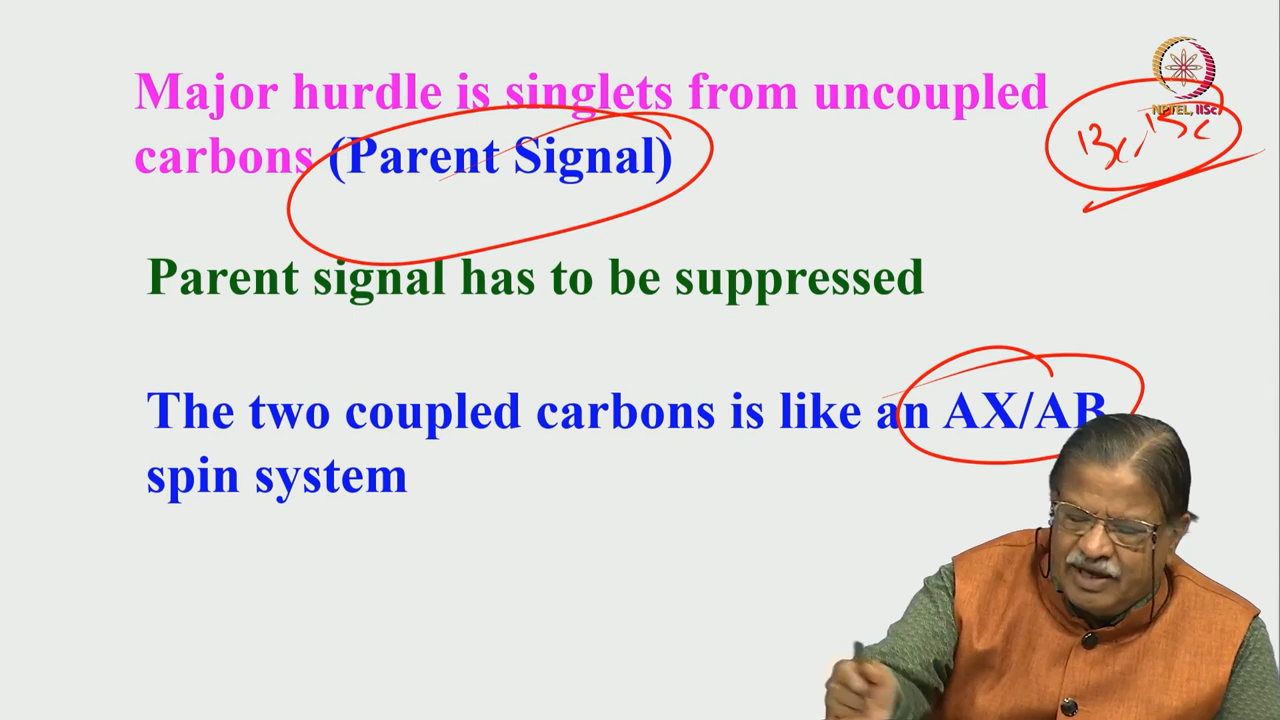 Major hurdle is singlets from uncoupled
carbons (Parent Signal)
NPTEL, IISc
13C, 13C
Parent signal has to be suppressed
The two coupled carbons is like an AX/AB
spin system